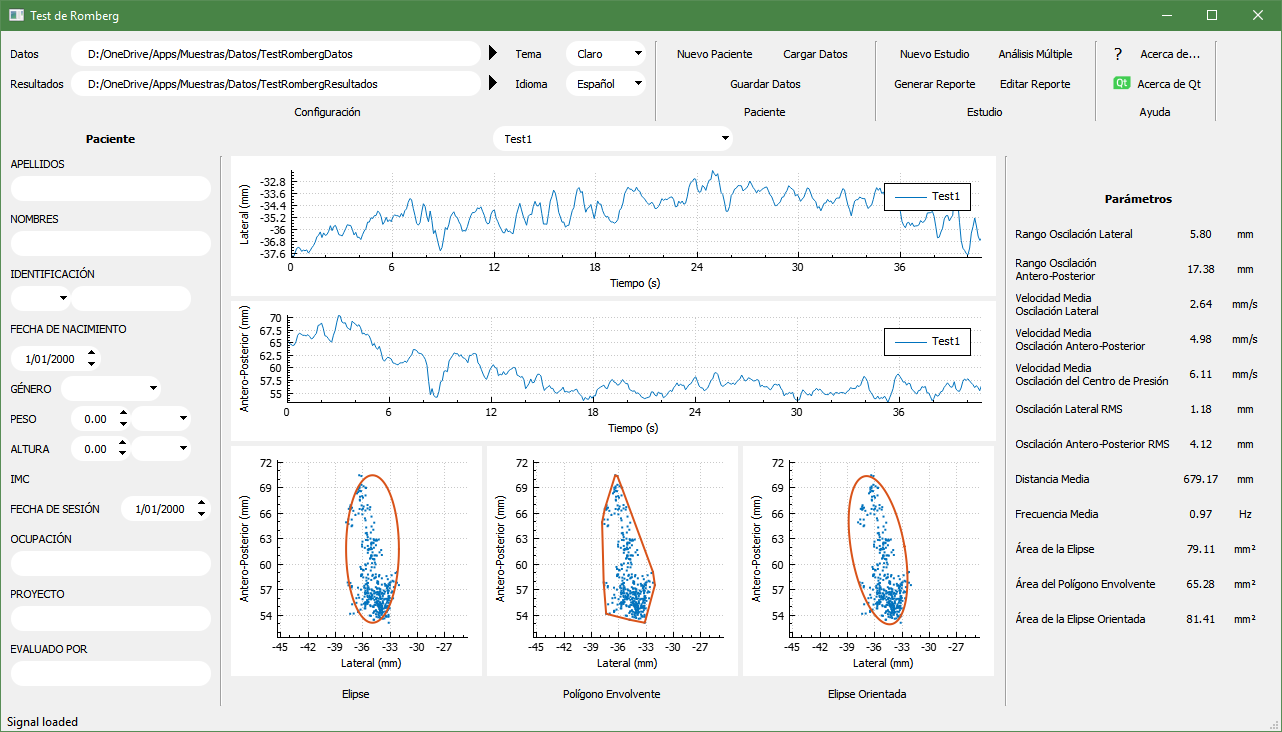 Test de Romberg
Datos
D:/OneDrive/Apps/Muestras/Datos/TestRombergDatos
Tema
Claro
Nuevo Paciente
Cargar Datos
Nuevo Estudio
Análisis Múltiple
?
Acerca de...
Resultados
D:/OneDrive/Apps/Muestras/Datos/TestRombergResultados
Idioma
Español
Guardar Datos
Generar Reporte
Editar Reporte
Qt
Acerca de Qt
Configuración
Paciente
Estudio
Ayuda
Paciente
APELLIDOS
NOMBRES
IDENTIFICACIÓN
FECHA DE NACIMIENTO
1/01/2000
GÉNERO
PESO
0.00
ALTURA
0.00
IMC
FECHA DE SESIÓN
1/01/2000
OCUPACIÓN
PROYECTO
EVALUADO POR
Test1
Lateral (mm)
-32.8
-33.6
-34.4
-35.2
-36
-36.8
-37.6
0 6 12 18 24 30 36
Tiempo (s)
Test1
Antero-Posterior (mm)
70
67.5
65
62.5
60
57.5
55
0 6 12 18 24 30 36
Tiempo (s)
Test1
Antero-Posterior (mm)
72
69
66
63
60
57
54
-45 -42 -39 -36 -33 -30 -27
Lateral (mm)
Elipse
Antero-Posterior (mm)
72
69
66
63
60
57
54
-45 -42 -39 -36 -33 -30 -27
Lateral (mm)
Polígono Envolvente
Antero-Posterior (mm)
72
69
66
63
60
57
54
-45 -42 -39 -36 -33 -30 -27
Lateral (mm)
Elipse Orientada
Parámetros
Rango Oscilación Lateral 5.80 mm
Rango Oscilación
Antero-Posterior 17.38 mm
Velocidad Media
Oscilación Lateral 2.64 mm/s
Velocidad Media
Oscilación Antero-Posterior 4.98 mm/s
Velocidad Media
Oscilación del Centro de Presión 6.11 mm/s
Oscilación Lateral RMS 1.18 mm
Oscilación Antero-Posterior RMS 4.12 mm
Distancia Media 679.17 mm
Frecuencia Media 0.97 Hz
Área de la Elipse 79.11 mm²
Área del Polígono Envolvente 65.28 mm²
Área de la Elipse Orientada 81.41 mm²
Signal loaded